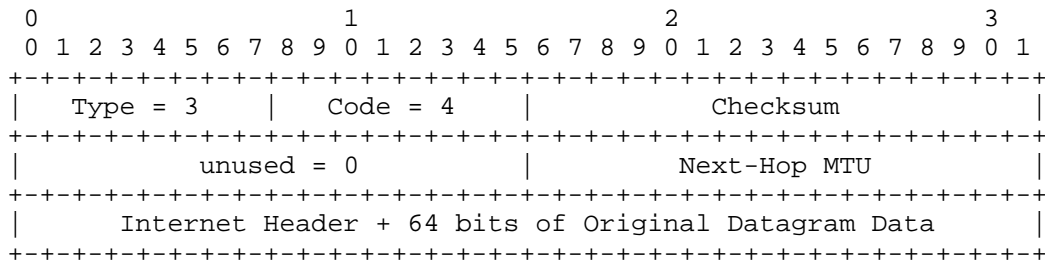 0                   1                   2                   3
0 1 2 3 4 5 6 7 8 9 0 1 2 3 4 5 6 7 8 9 0 1 2 3 4 5 6 7 8 9 0 1
+-+-+-+-+-+-+-+-+-+-+-+-+-+-+-+-+-+-+-+-+-+-+-+-+-+-+-+-+-+-+-+-+
|   Type = 3    |   Code = 4    |           Checksum            |
+-+-+-+-+-+-+-+-+-+-+-+-+-+-+-+-+-+-+-+-+-+-+-+-+-+-+-+-+-+-+-+-+
|           unused = 0          |         Next-Hop MTU          |
+-+-+-+-+-+-+-+-+-+-+-+-+-+-+-+-+-+-+-+-+-+-+-+-+-+-+-+-+-+-+-+-+
|      Internet Header + 64 bits of Original Datagram Data      |
+-+-+-+-+-+-+-+-+-+-+-+-+-+-+-+-+-+-+-+-+-+-+-+-+-+-+-+-+-+-+-+-+